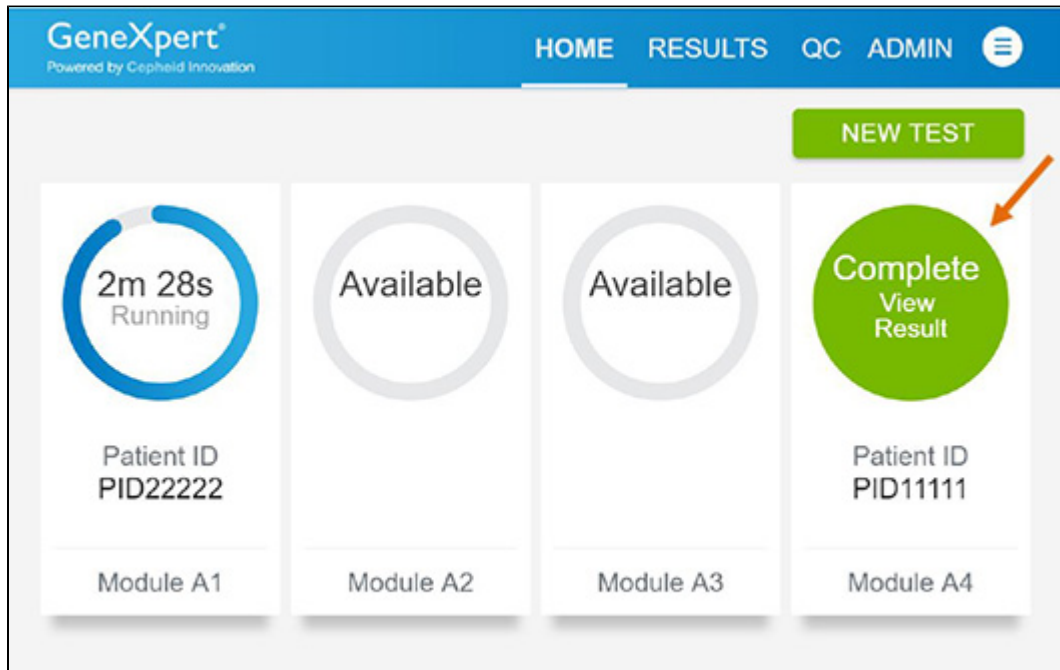 GeneXpert®
Powered by Cepheid Innovation
HOME RESULTS QC ADMIN
NEW TEST
2m 28s
Running
Patient ID
PID22222
Module A1
Available
Module A2
Available
Module A3
Complete
View
Result
Patient ID
PID11111
Module A4